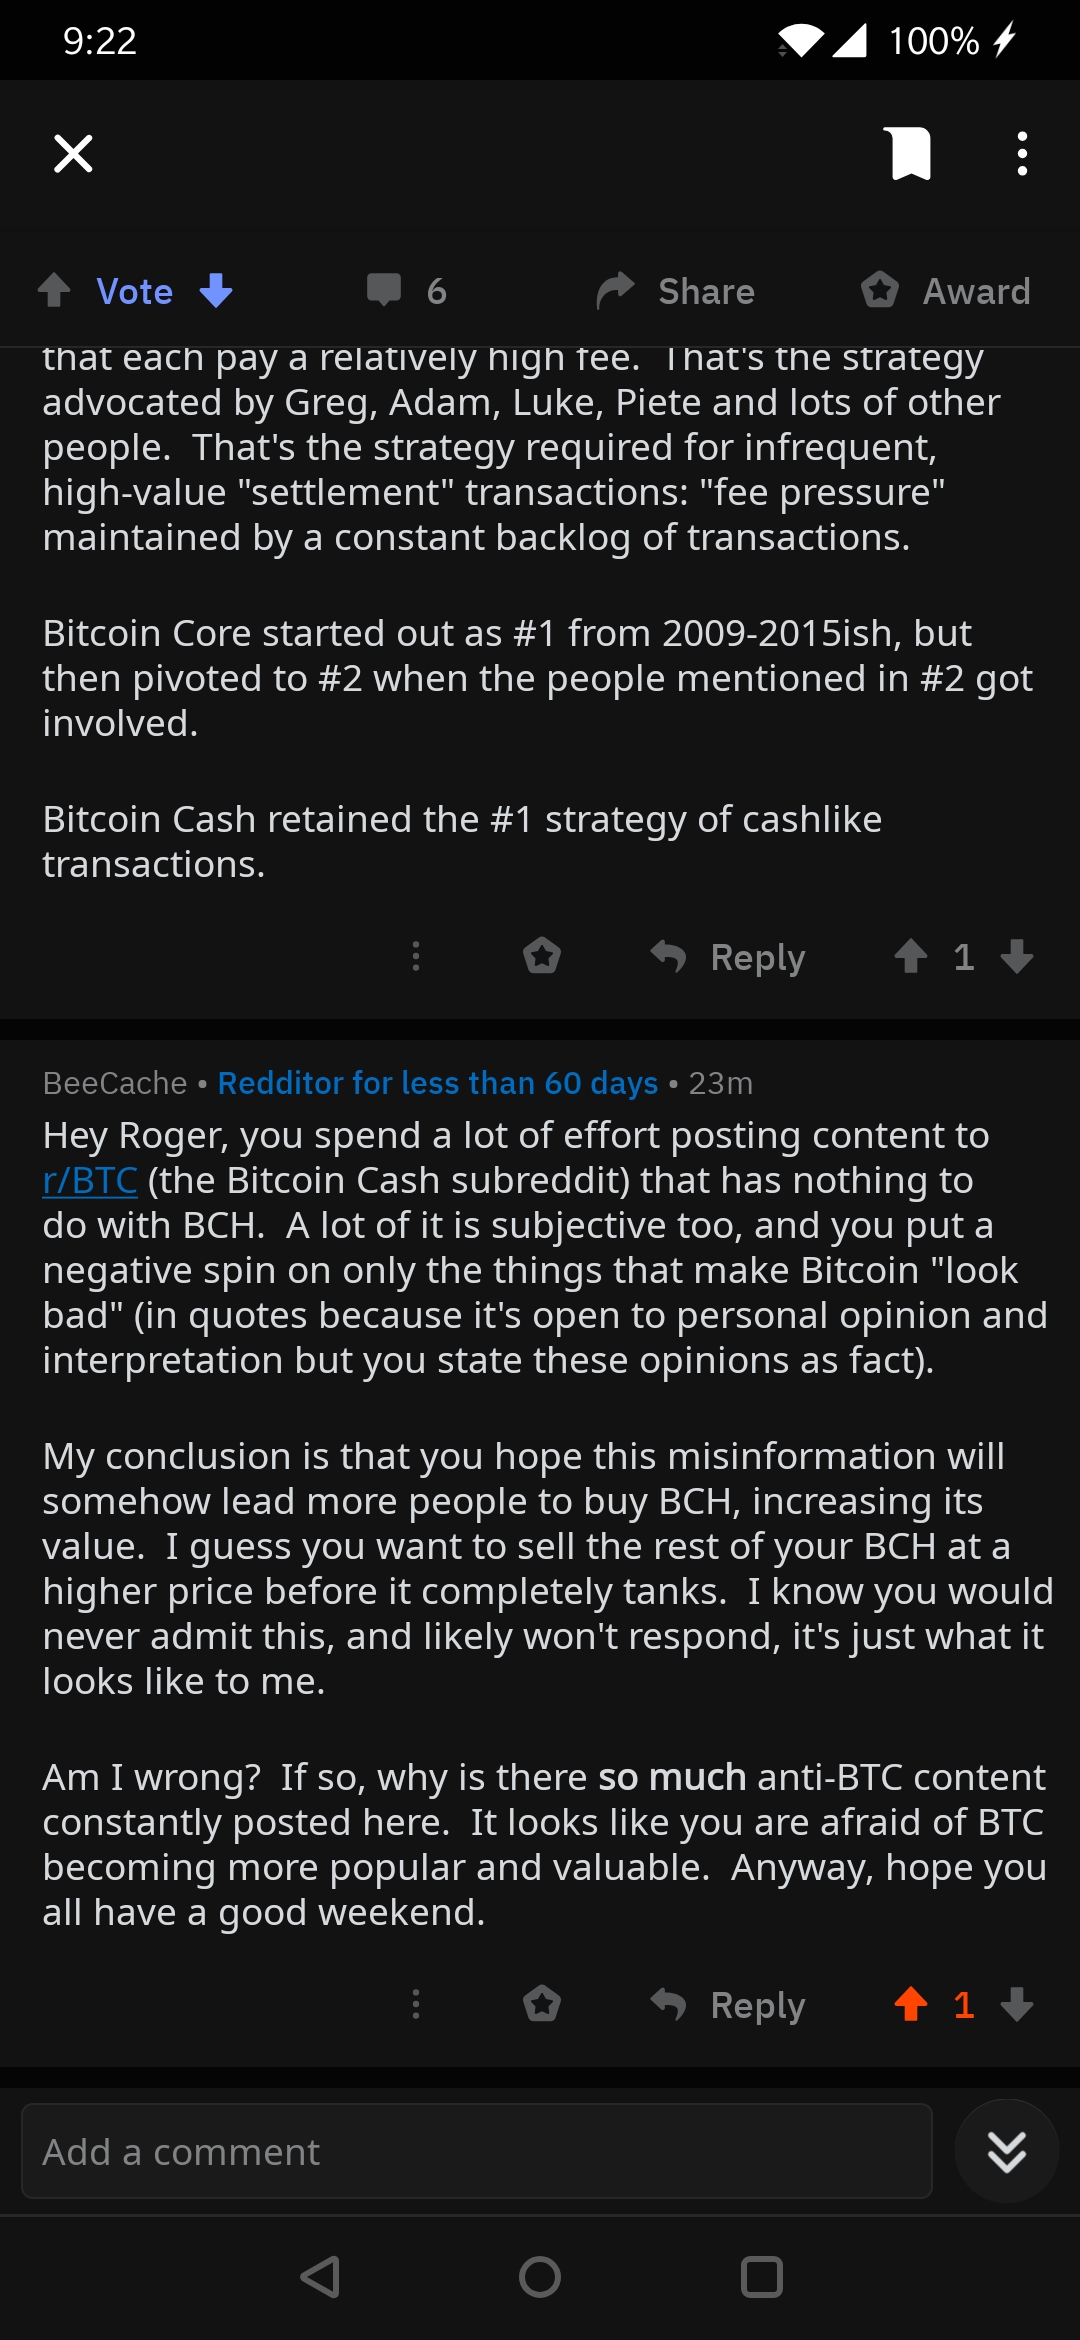 9:22
100%
Vote
6
Share
Award
that each pay a relatively high fee.  That's the strategy
advocated by Greg, Adam, Luke, Piete and lots of other
people.  That's the strategy required for infrequent,
high-value "settlement" transactions: "fee pressure"
maintained by a constant backlog of transactions.
Bitcoin Core started out as #1 from 2009-2015ish, but
then pivoted to #2 when the people mentioned in #2 got
involved.
Bitcoin Cash retained the #1 strategy of cashlike
transactions.
Reply
1
BeeCache • Redditor for less than 60 days • 23m
Hey Roger, you spend a lot of effort posting content to
r/BTC (the Bitcoin Cash subreddit) that has nothing to
do with BCH.  A lot of it is subjective too, and you put a
negative spin on only the things that make Bitcoin "look
bad" (in quotes because it's open to personal opinion and
interpretation but you state these opinions as fact).
My conclusion is that you hope this misinformation will
somehow lead more people to buy BCH, increasing its
value.  I guess you want to sell the rest of your BCH at a
higher price before it completely tanks.  I know you would
never admit this, and likely won't respond, it's just what it
looks like to me.
Am I wrong?  If so, why is there so much anti-BTC content
constantly posted here.  It looks like you are afraid of BTC
becoming more popular and valuable.  Anyway, hope you
all have a good weekend.
Reply
1
Add a comment